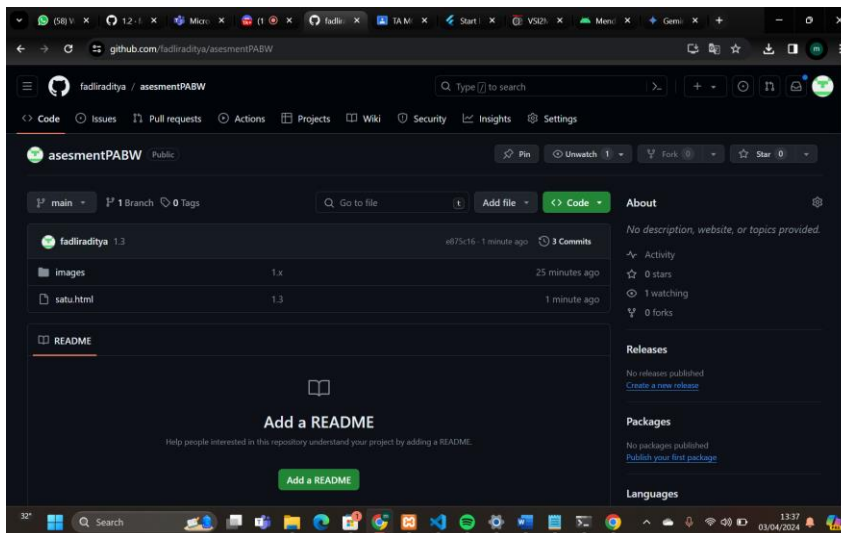 (58) V
1.2 · I
Micro
(1
fadlir
TA M
Start I
VSI2N
Mend
Gemi
github.com/fadliraditya/asesmentPABW
m
fadliraditya / asesmentPABW
Type / to search
Code Issues Pull requests Actions Projects Wiki Security Insights Settings
asesmentPABW Public
Pin Unwatch 1 Fork 0 Star 0
main 1 Branch 0 Tags Go to file t Add file Code
fadliraditya 1.3 e875c16 · 1 minute ago 3 Commits
images 1.x 25 minutes ago
satu.html 1.3 1 minute ago
README
Add a README
Help people interested in this repository understand your project by adding a README.
Add a README
About
No description, website, or topics provided.
Activity
0 stars
1 watching
0 forks
Releases
No releases published
Create a new release
Packages
No packages published
Publish your first package
Languages
32° Search 13:37
03/04/2024